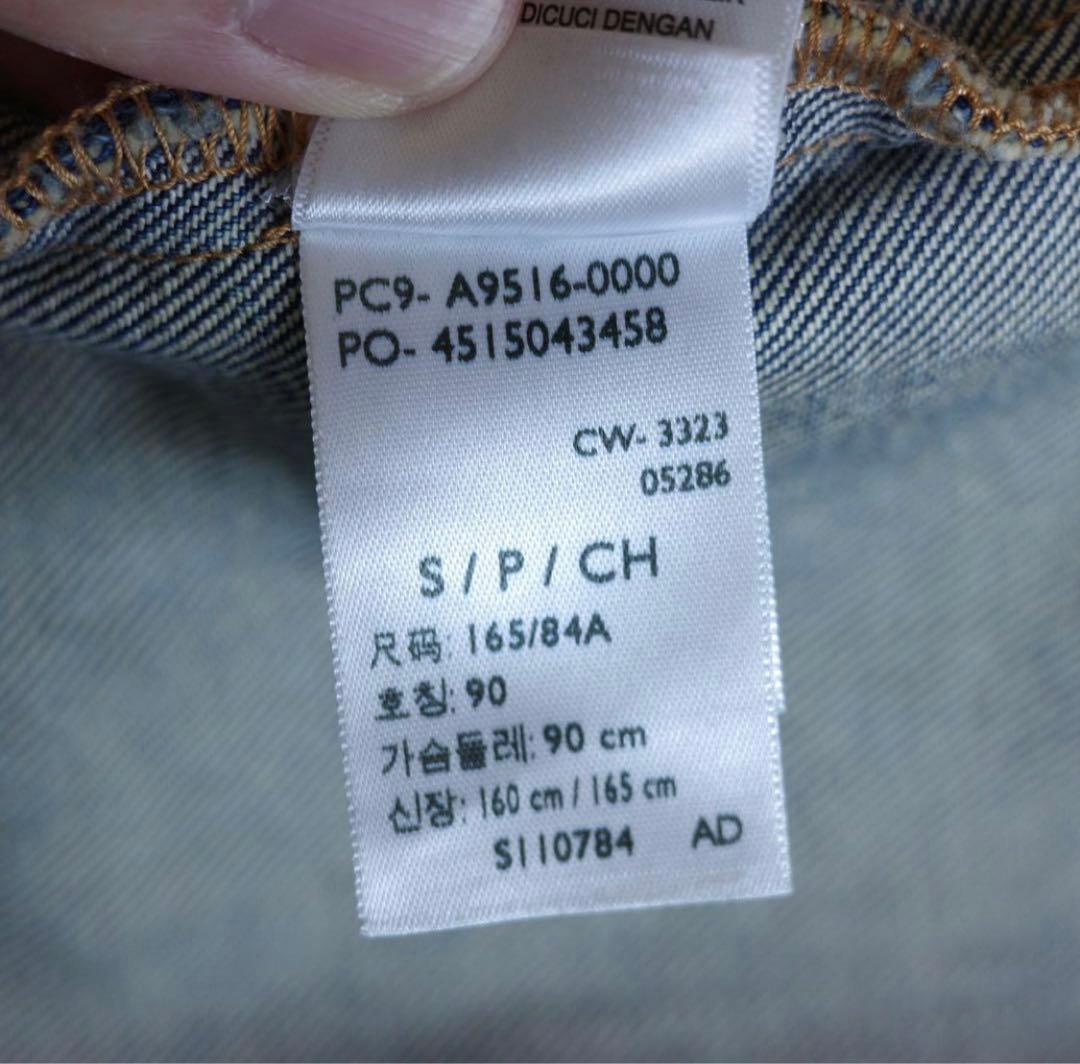 DICUCI DENGAN
PC9- A9516-0000
PO- 4515043458
CW- 3323
05286
S / P / CH
尺码: 165/84A
호칭: 90
가슴둘레: 90 cm
신장: 160 cm / 165 cm
S110784 AD